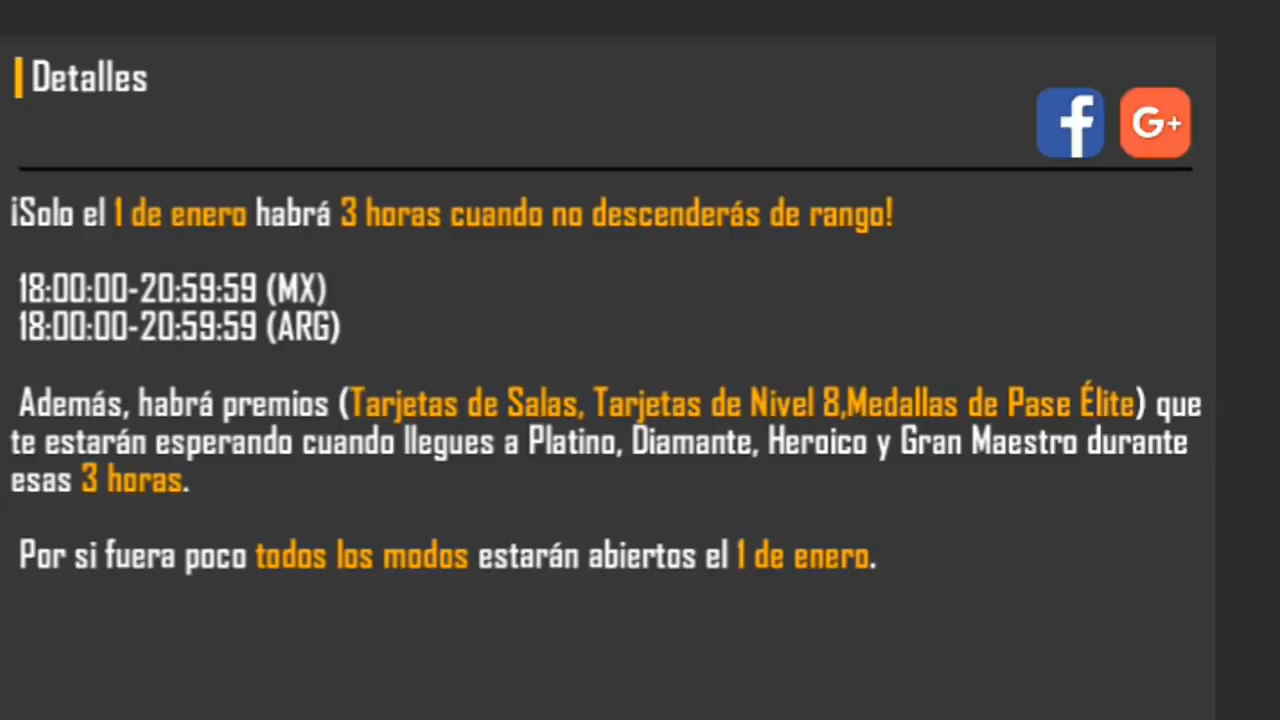 Detalles
f
G+
¡Solo el 1 de enero habrá 3 horas cuando no descenderás de rango!
18:00:00-20:59:59 (MX)
18:00:00-20:59:59 (ARG)
Además, habrá premios (Tarjetas de Salas, Tarjetas de Nivel 8,Medallas de Pase Élite) que
te estarán esperando cuando llegues a Platino, Diamante, Heroico y Gran Maestro durante
esas 3 horas.
Por si fuera poco todos los modos estarán abiertos el 1 de enero.